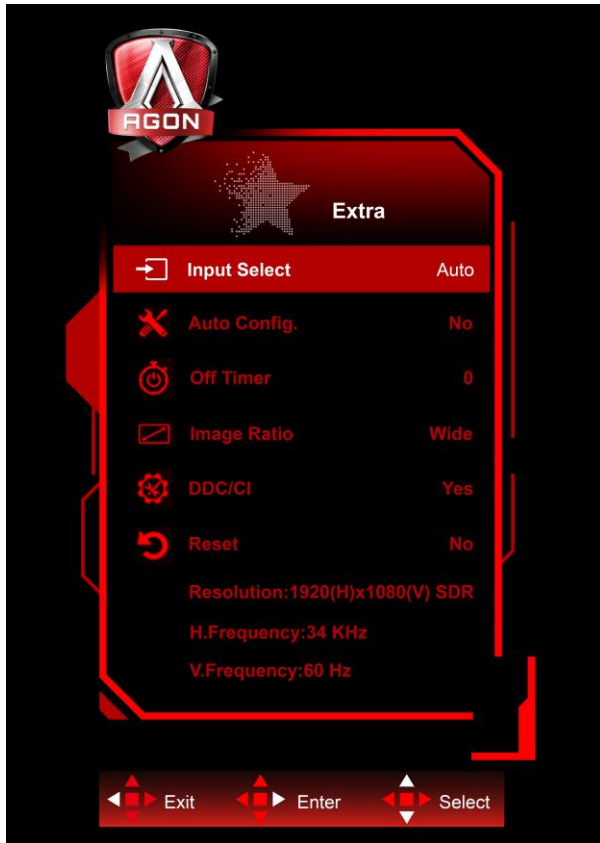 AGON
Extra
Input Select Auto
Auto Config. No
Off Timer 0
Image Ratio Wide
DDC/CI Yes
Reset No
Resolution:1920(H)x1080(V) SDR
H.Frequency:34 KHz
V.Frequency:60 Hz
Exit Enter Select